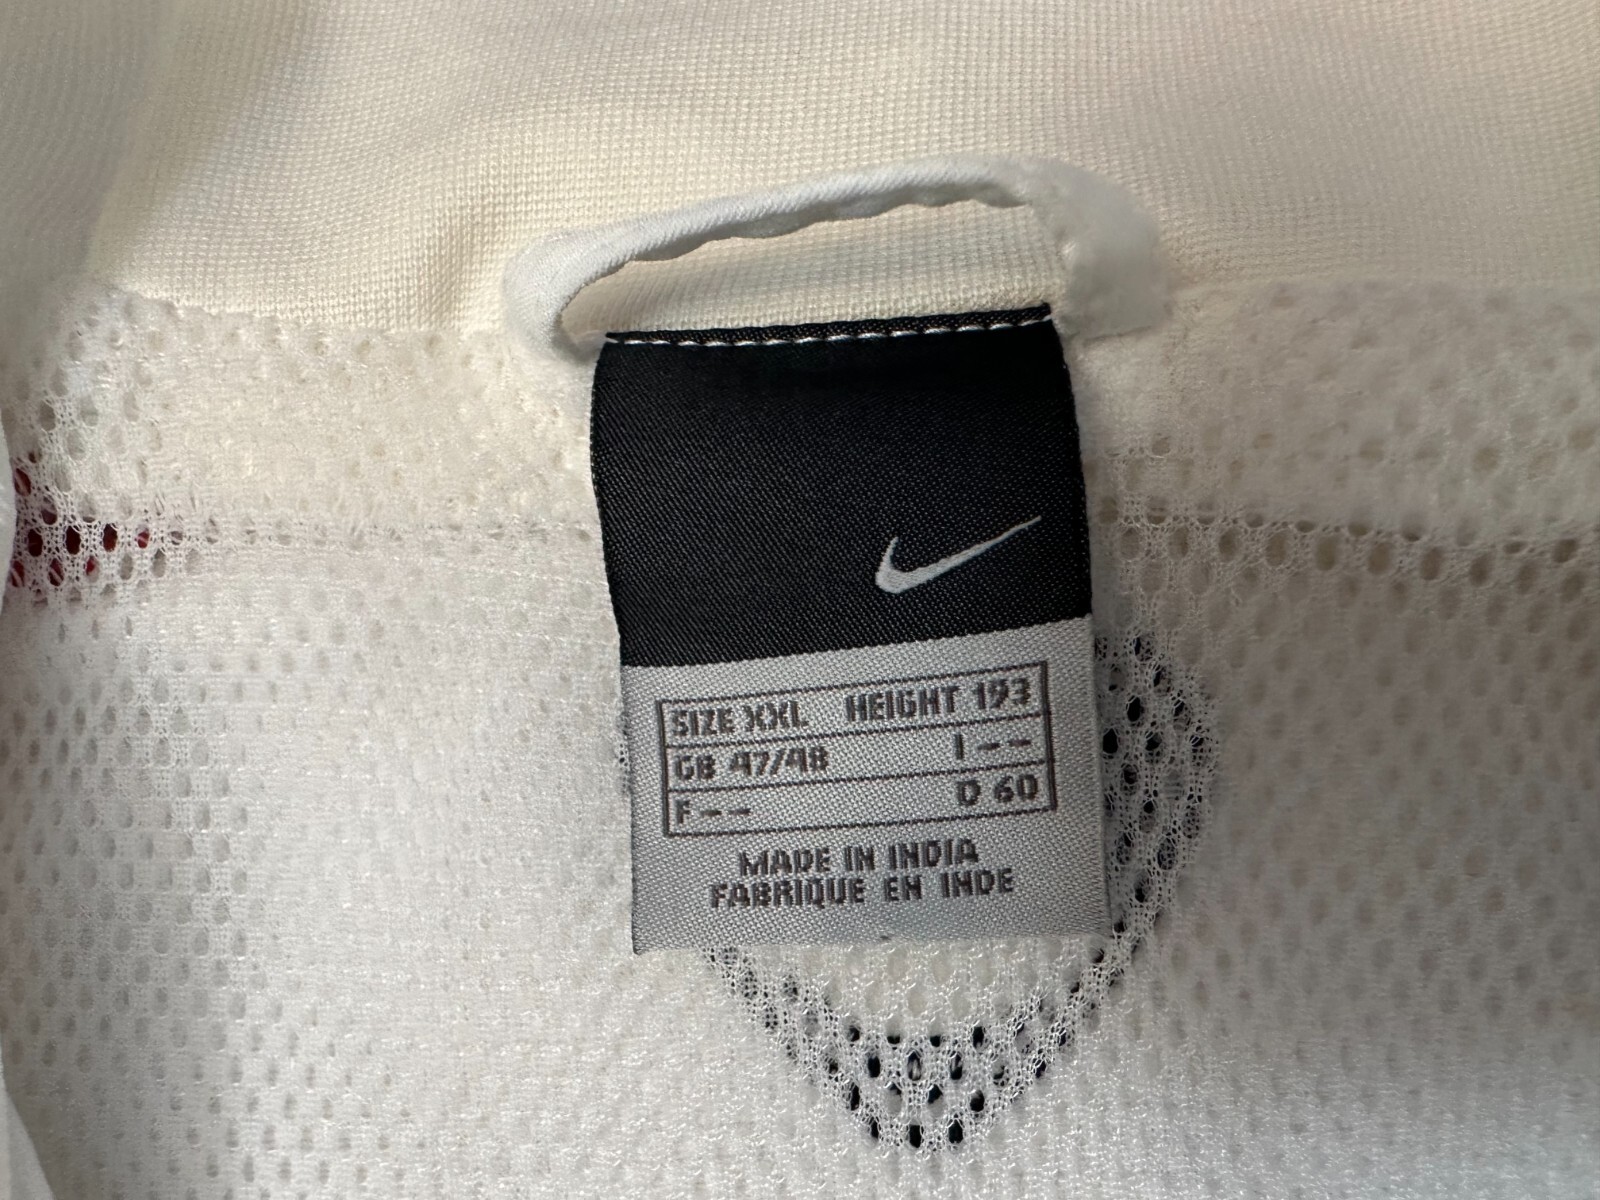 SIZE XXL HEIGHT 193
GB 47/48 I--
F-- D 60
MADE IN INDIA
FABRIQUE EN INDE